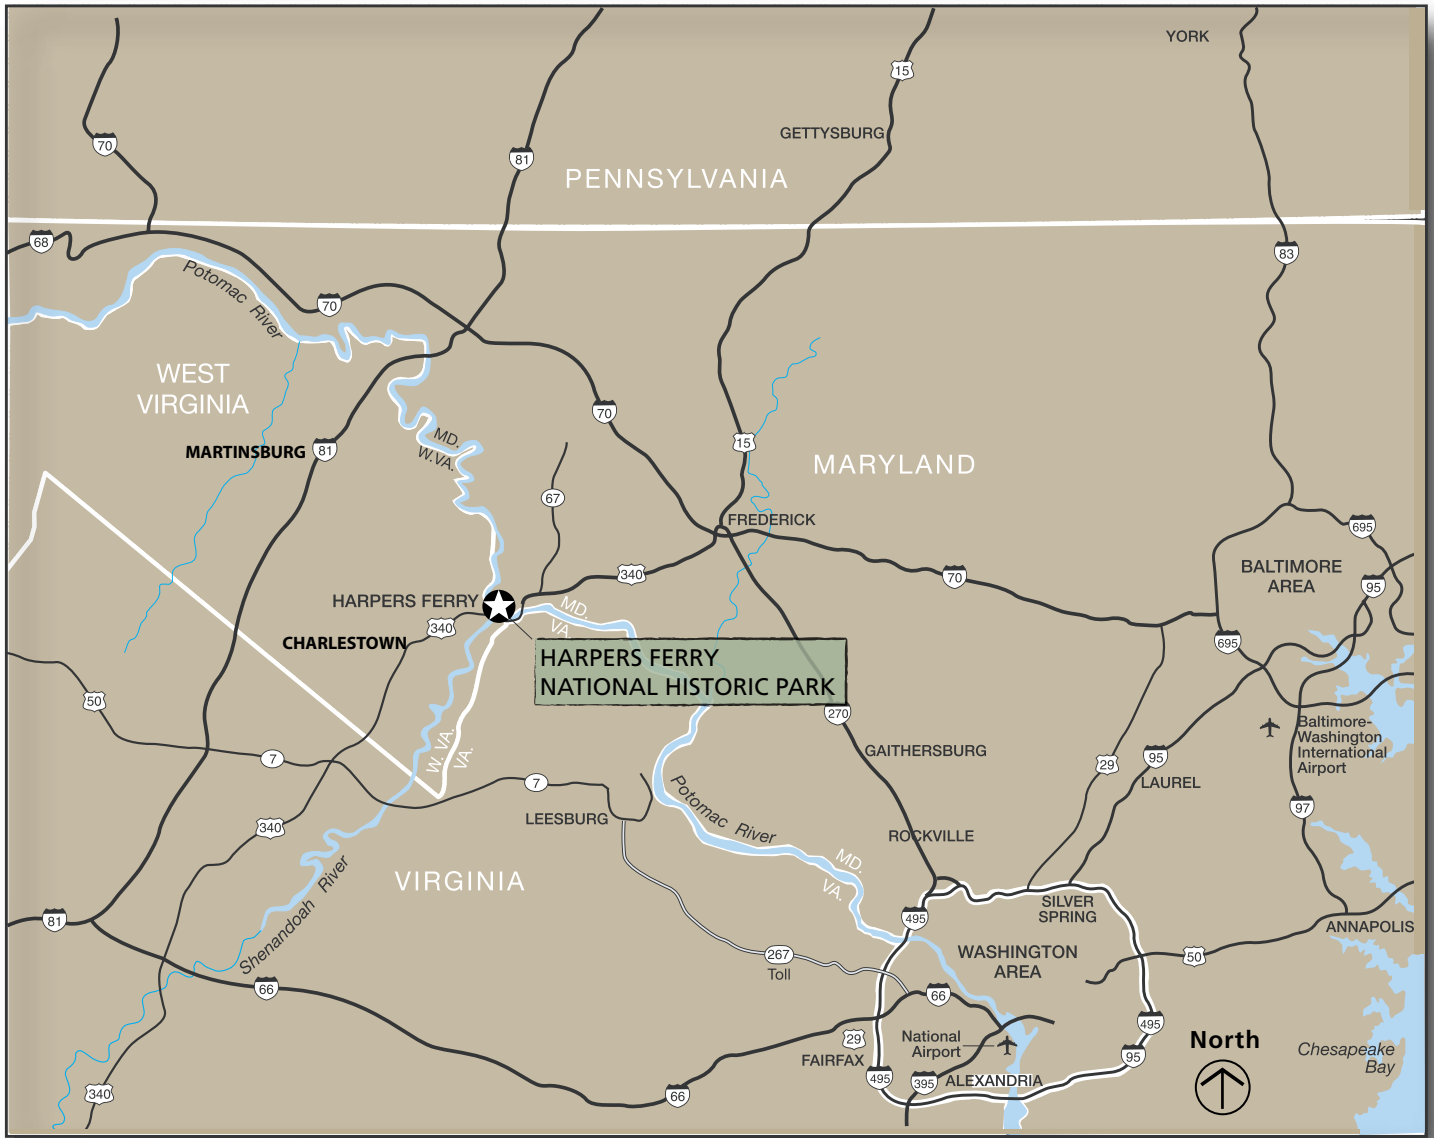 YORK
15
GETTYSBURG
70
81
PENNSYLVANIA
68
83
Potomac River
70
WEST
VIRGINIA
70
15
MD.
W.VA.
MARTINSBURG
81
MARYLAND
67
FREDERICK
695
BALTIMORE
AREA
340
70
95
HARPERS FERRY
MD.
VA.
340
CHARLESTOWN
695
HARPERS FERRY
NATIONAL HISTORIC PARK
50
270
W. VA.
VA.
7
7
GAITHERSBURG
29
95
LAUREL
Baltimore-
Washington
International
Airport
97
LEESBURG
Potomac River
340
ROCKVILLE
MD.
VA.
Shenandoah River
VIRGINIA
SILVER
SPRING
81
495
ANNAPOLIS
WASHINGTON
AREA
267
Toll
50
66
66
495
29
National
Airport
FAIRFAX
North
Chesapeake
Bay
95
495
395
ALEXANDRIA
340
66